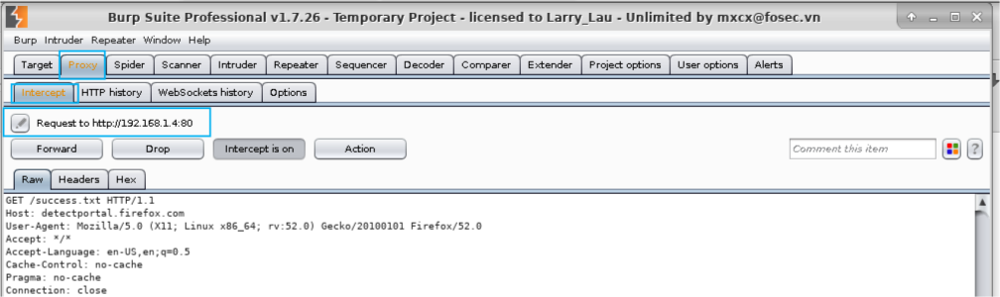 Burp Suite Professional v1.7.26 - Temporary Project - licensed to Larry_Lau - Unlimited by mxcx@fosec.vn
Burp Intruder Repeater Window Help
Target Proxy Spider Scanner Intruder Repeater Sequencer Decoder Comparer Extender Project options User options Alerts
Intercept HTTP history WebSockets history Options
Request to http://192.168.1.4:80
Forward Drop Intercept is on Action Comment this item ?
Raw Headers Hex
GET /success.txt HTTP/1.1
Host: detectportal.firefox.com
User-Agent: Mozilla/5.0 (X11; Linux x86_64; rv:52.0) Gecko/20100101 Firefox/52.0
Accept: */*
Accept-Language: en-US,en;q=0.5
Cache-Control: no-cache
Pragma: no-cache
Connection: close